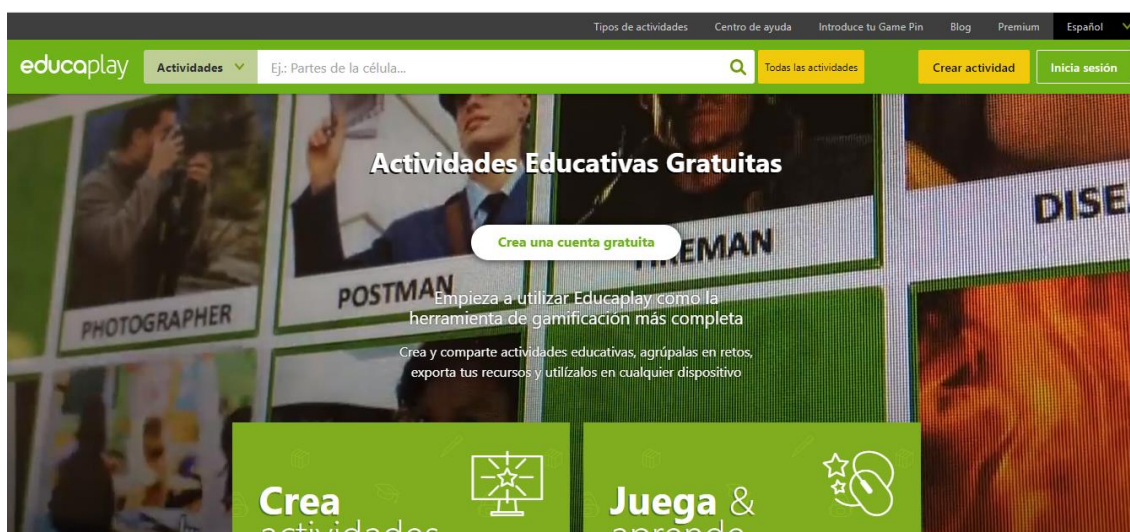 Tipos de actividades Centro de ayuda Introduce tu Game Pin Blog Premium Español
educaplay Actividades Ej.: Partes de la célula... Todas las actividades Crear actividad Inicia sesión
Actividades Educativas Gratuitas
Crea una cuenta gratuita
PHOTOGRAPHER
POSTMAN
Empieza a utilizar Educaplay como la
herramienta de gamificación más completa
Crea y comparte actividades educativas, agrúpalas en retos,
exporta tus recursos y utilízalos en cualquier dispositivo
Crea
actividades
Juega &
aprende